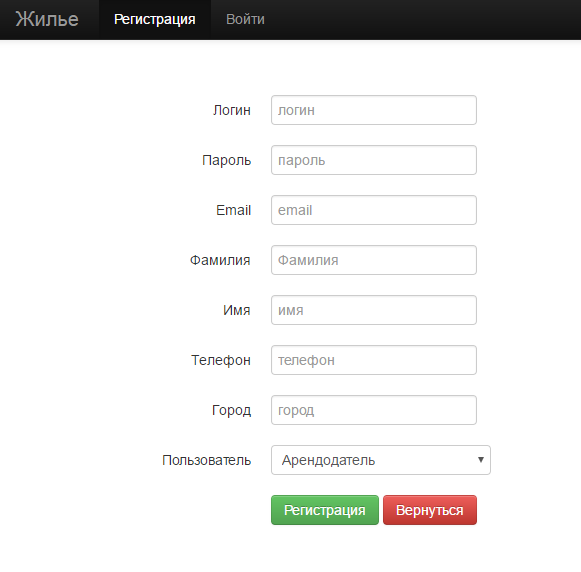 Жилье Регистрация Войти
Логин логин
Пароль пароль
Email email
Фамилия Фамилия
Имя имя
Телефон телефон
Город город
Пользователь Арендодатель
Регистрация Вернуться